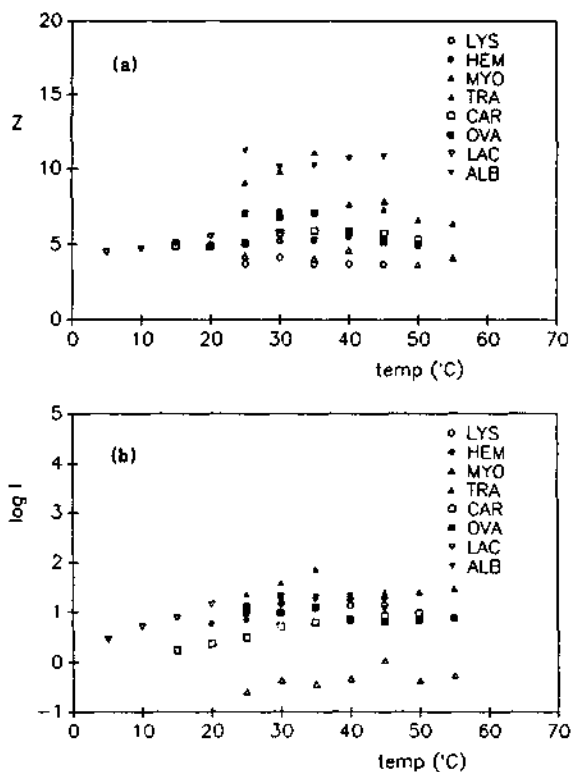 20
15
10
5
0
Z
(a)
LYS
HEM
MYO
TRA
CAR
OVA
LAC
ALB
0 10 20 30 40 50 60 70
temp (°C)
5
4
3
2
1
0
-1
log I
(b)
LYS
HEM
MYO
TRA
CAR
OVA
LAC
ALB
0 10 20 30 40 50 60 70
temp (°C)